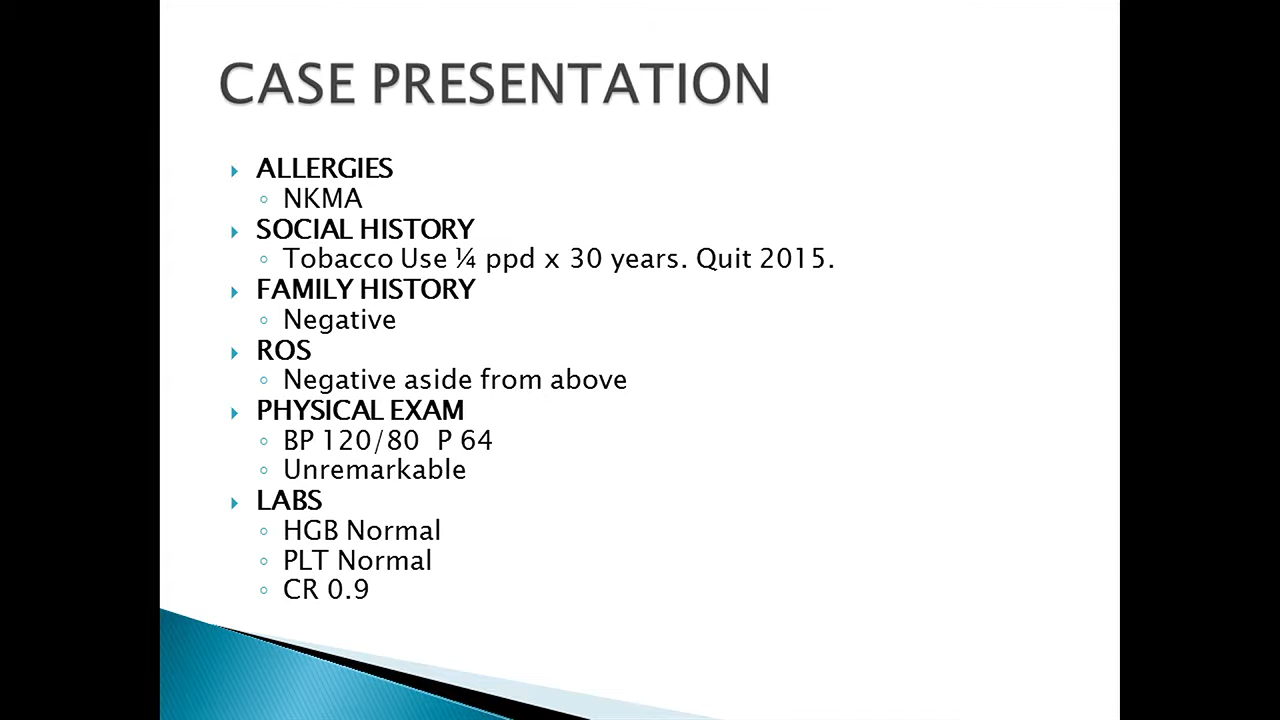 CASE PRESENTATION
ALLERGIES
NKMA
SOCIAL HISTORY
Tobacco Use ¼ ppd x 30 years. Quit 2015.
FAMILY HISTORY
Negative
ROS
Negative aside from above
PHYSICAL EXAM
BP 120/80 P 64
Unremarkable
LABS
HGB Normal
PLT Normal
CR 0.9